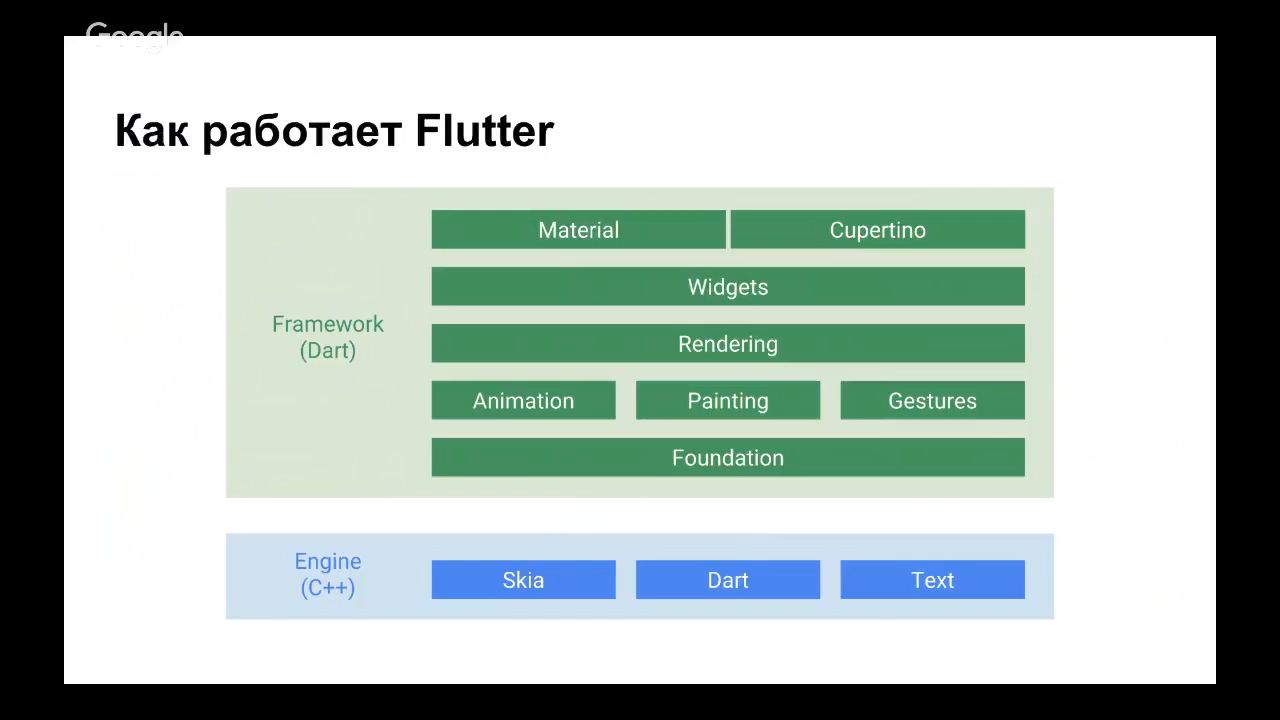 Google
Как работает Flutter
Material
Cupertino
Widgets
Framework
(Dart)
Rendering
Animation
Painting
Gestures
Foundation
Engine
(C++)
Skia
Dart
Text